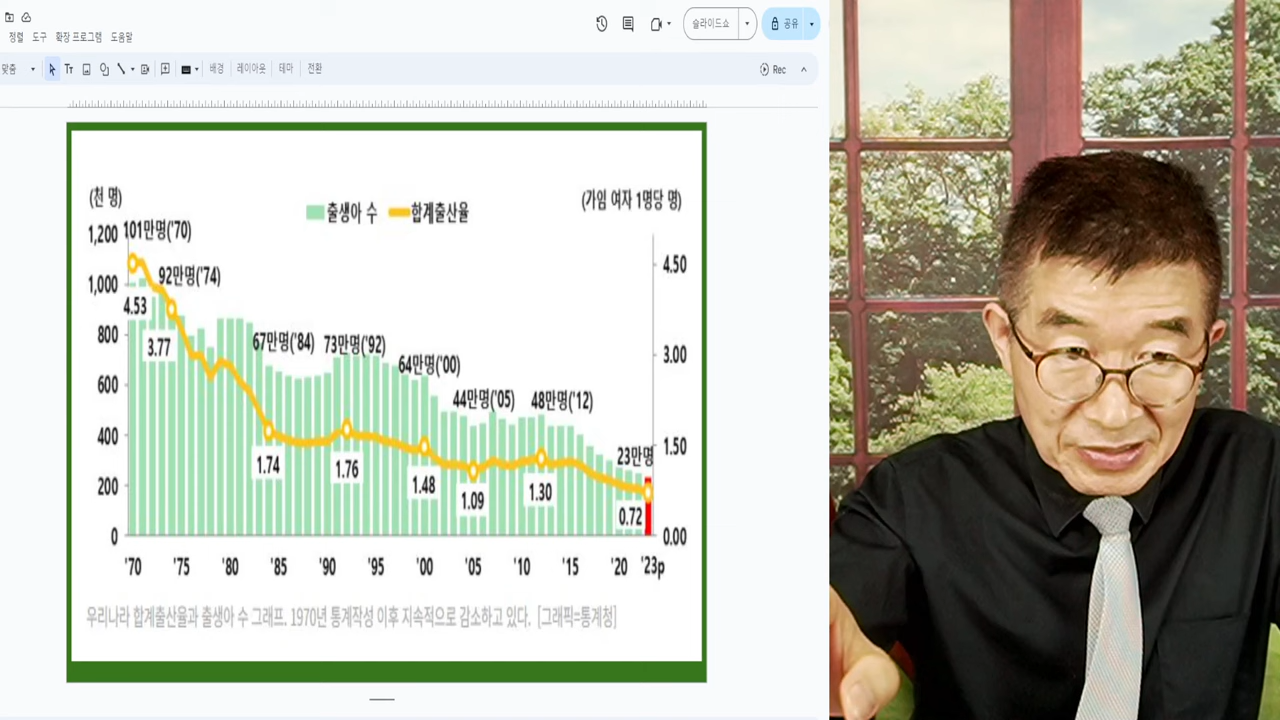 정렬 도구 확장 프로그램 도움말
슬라이드쇼
공유
맞춤
Tт
배경 레이아웃 테마 전환
Rec
(천 명)
출생아 수 합계출산율
(가임 여자 1명당 명)
1,200
1,000
800
600
400
200
0
101만명('70)
92만명('74)
67만명('84)
73만명('92)
64만명('00)
44만명('05)
48만명('12)
23만명
4.53
3.77
1.74
1.76
1.48
1.09
1.30
0.72
4.50
3.00
1.50
0.00
'70 '75 '80 '85 '90 '95 '00 '05 '10 '15 '20 '23p
우리나라 합계출산율과 출생아 수 그래프. 1970년 통계작성 이후 지속적으로 감소하고 있다. [그래픽=통계청]